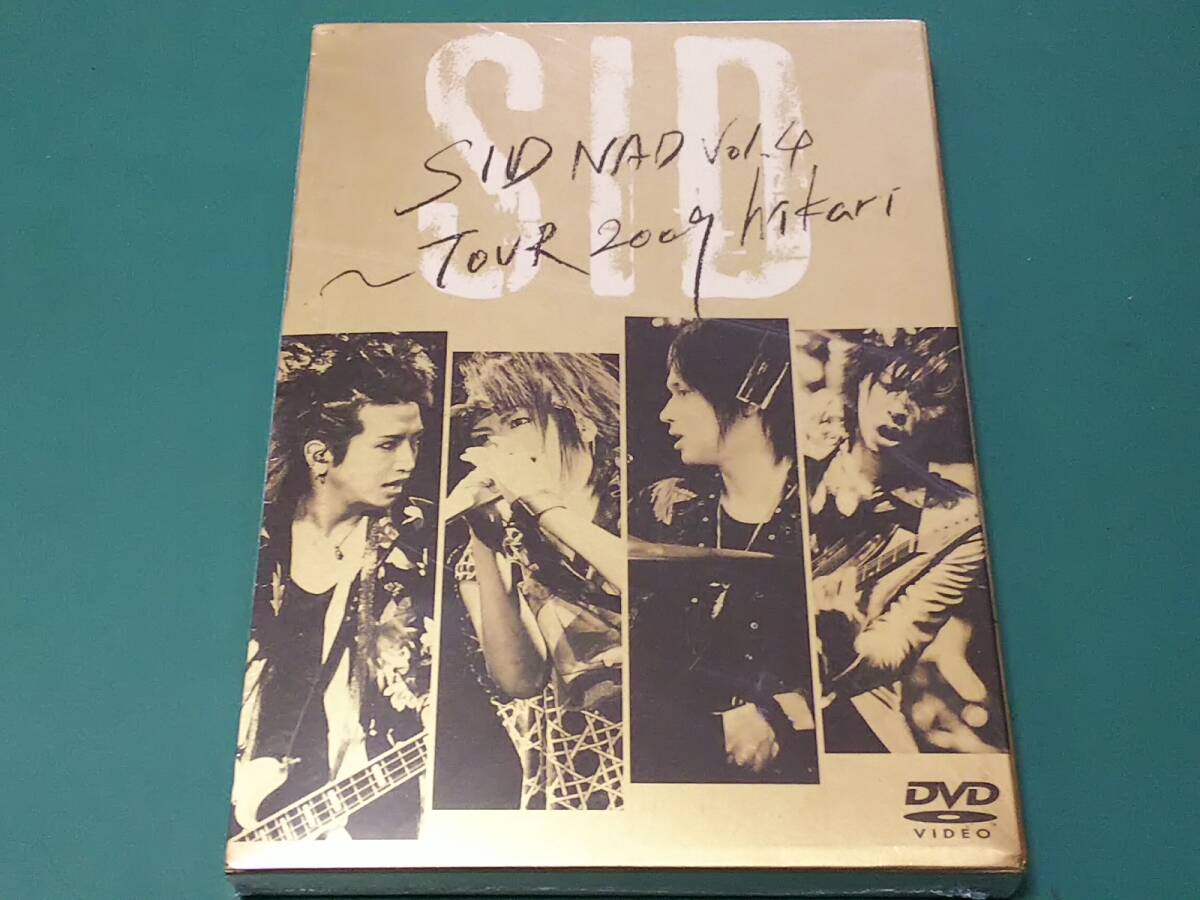 SID
SID NAD Vol.4
~TOUR 2009 hikari
DVD
VIDEO